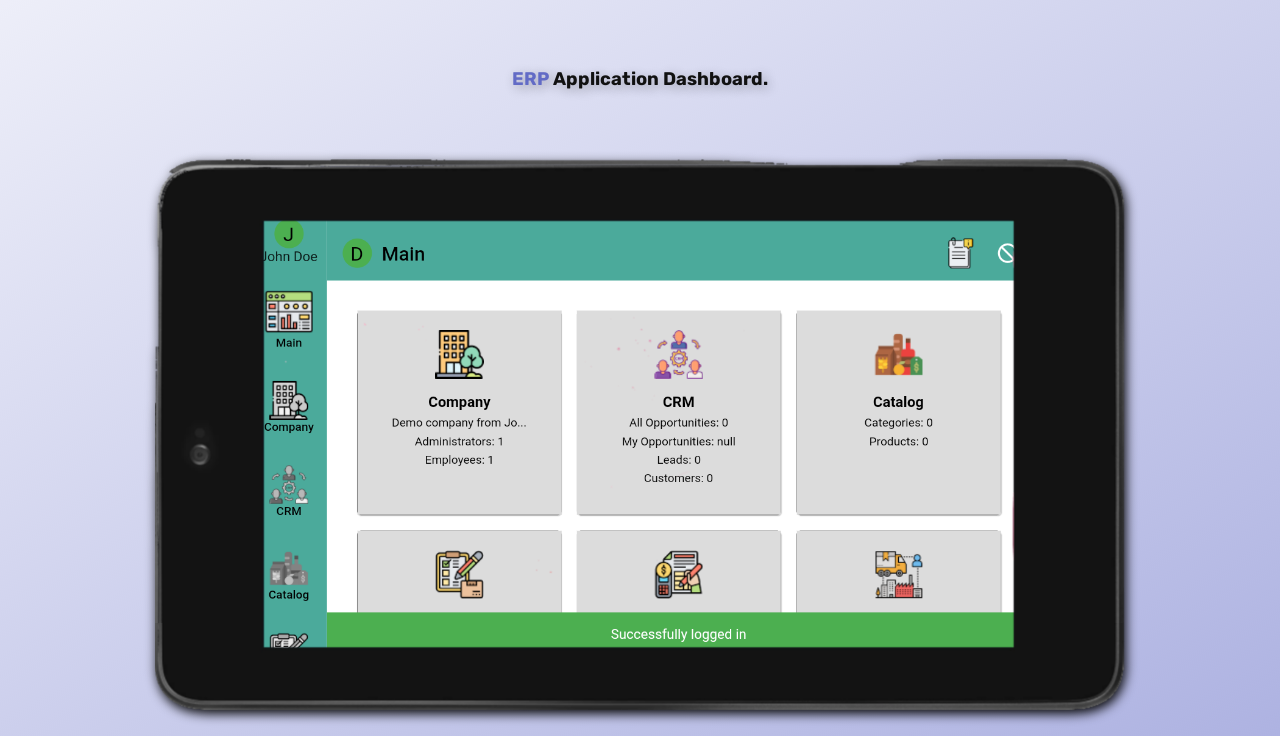 ERP Application Dashboard.
J
John Doe
D Main
Main
Company
CRM
Catalog
Company
Demo company from Jo...
Administrators: 1
Employees: 1
CRM
All Opportunities: 0
My Opportunities: null
Leads: 0
Customers: 0
Catalog
Categories: 0
Products: 0
Successfully logged in